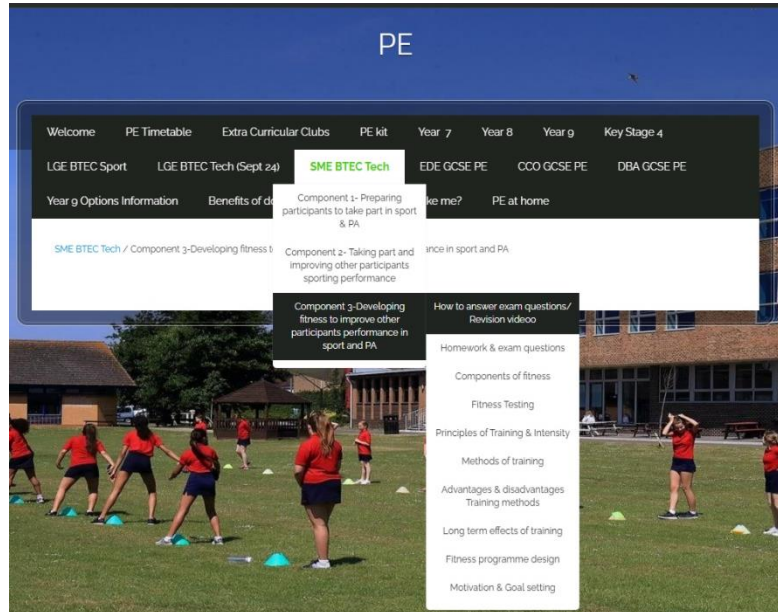 PE
Welcome PE Timetable Extra Curricular Clubs PE kit Year 7 Year 8 Year 9 Key Stage 4
LGE BTEC Sport LGE BTEC Tech (Sept 24) SME BTEC Tech EDE GCSE PE CCO GCSE PE DBA GCSE PE
Year 9 Options Information Benefits of do ke me? PE at home
Component 1- Preparing
participants to take part in sport
& PA
SME BTEC Tech / Component 3-Developing fitness t ance in sport and PA
Component 2- Taking part and
improving other participants
sporting performance
Component 3-Developing
fitness to improve other
participants performance in
sport and PA
How to answer exam questions/
Revision videoo
Homework & exam questions
Components of fitness
Fitness Testing
Principles of Training & Intensity
Methods of training
Advantages & disadvantages
Training methods
Long term effects of training
Fitness programme design
Motivation & Goal setting